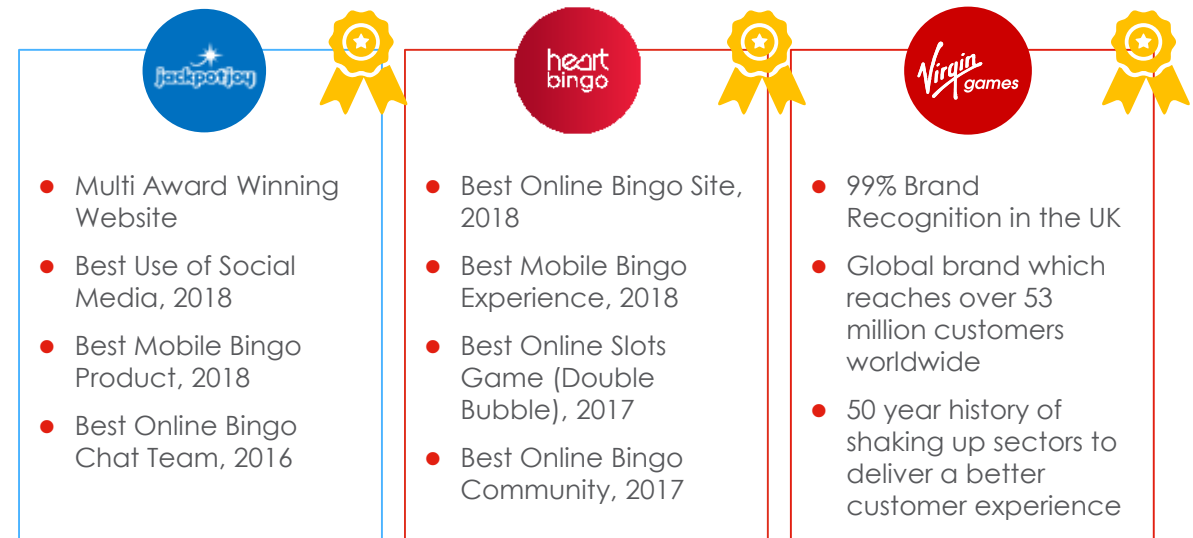 jackpotjoy
Multi Award Winning
Website
Best Use of Social
Media, 2018
Best Mobile Bingo
Product, 2018
Best Online Bingo
Chat Team, 2016
heart
bingo
Best Online Bingo Site,
2018
Best Mobile Bingo
Experience, 2018
Best Online Slots
Game (Double
Bubble), 2017
Best Online Bingo
Community, 2017
Virgin
games
99% Brand
Recognition in the UK
Global brand which
reaches over 53
million customers
worldwide
50 year history of
shaking up sectors to
deliver a better
customer experience